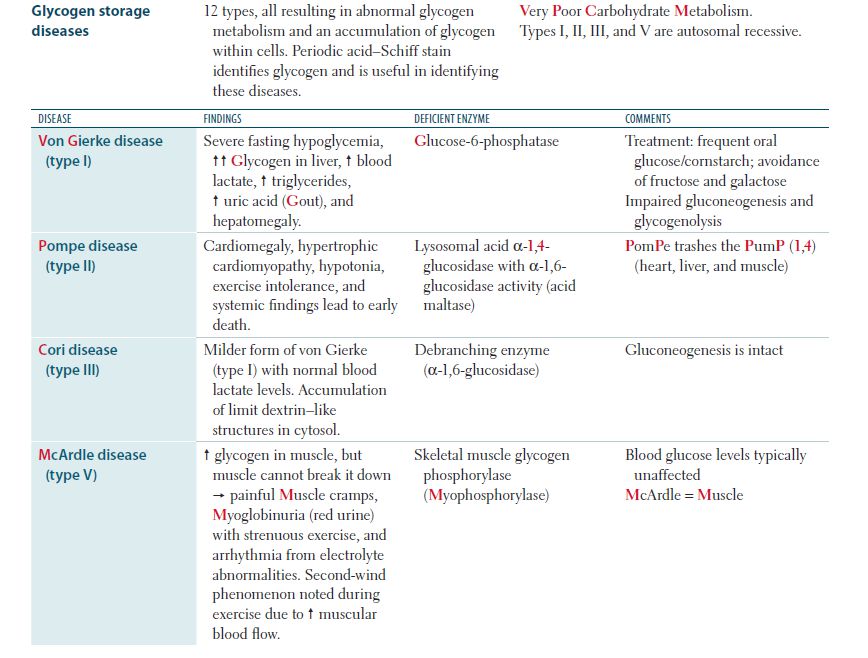 Glycogen storage
diseases
12 types, all resulting in abnormal glycogen
metabolism and an accumulation of glycogen
within cells. Periodic acid–Schiff stain
identifies glycogen and is useful in identifying
these diseases.
Very Poor Carbohydrate Metabolism.
Types I, II, III, and V are autosomal recessive.
DISEASE
FINDINGS
DEFICIENT ENZYME
COMMENTS
Von Gierke disease
(type I)
Severe fasting hypoglycemia,
↑↑ Glycogen in liver, ↑ blood
lactate, ↑ triglycerides,
↑ uric acid (Gout), and
hepatomegaly.
Glucose-6-phosphatase
Treatment: frequent oral
glucose/cornstarch; avoidance
of fructose and galactose
Impaired gluconeogenesis and
glycogenolysis
Pompe disease
(type II)
Cardiomegaly, hypertrophic
cardiomyopathy, hypotonia,
exercise intolerance, and
systemic findings lead to early
death.
Lysosomal acid α-1,4-
glucosidase with α-1,6-
glucosidase activity (acid
maltase)
PomPe trashes the PumP (1,4)
(heart, liver, and muscle)
Cori disease
(type III)
Milder form of von Gierke
(type I) with normal blood
lactate levels. Accumulation
of limit dextrin–like
structures in cytosol.
Debranching enzyme
(α-1,6-glucosidase)
Gluconeogenesis is intact
McArdle disease
(type V)
↑ glycogen in muscle, but
muscle cannot break it down
→ painful Muscle cramps,
Myoglobinuria (red urine)
with strenuous exercise, and
arrhythmia from electrolyte
abnormalities. Second-wind
phenomenon noted during
exercise due to ↑ muscular
blood flow.
Skeletal muscle glycogen
phosphorylase
(Myophosphorylase)
Blood glucose levels typically
unaffected
McArdle = Muscle